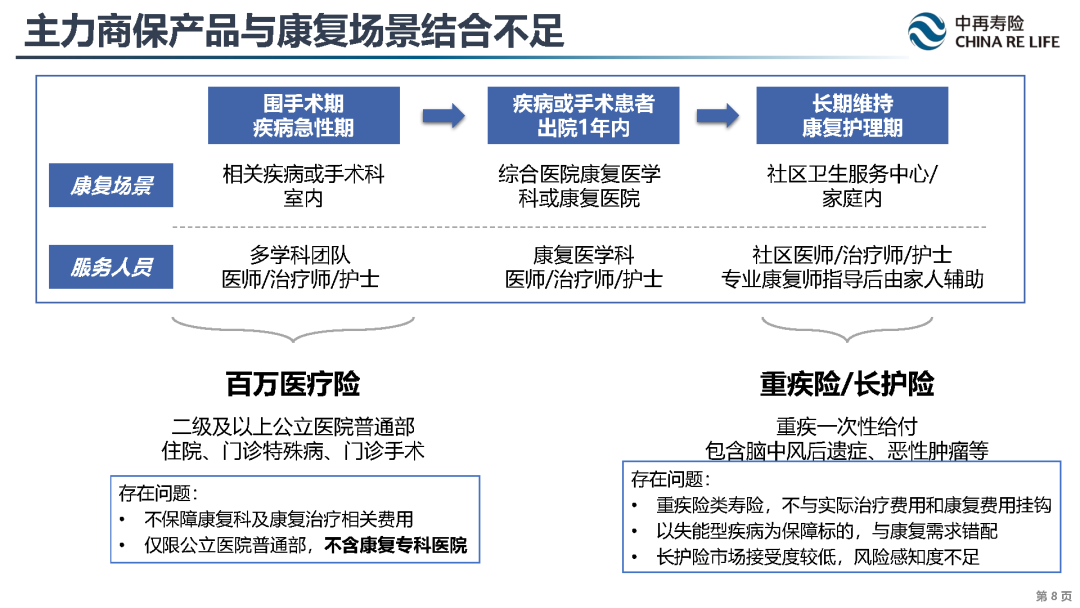 主力商保产品与康复场景结合不足
中再寿险
CHINA RE LIFE
围手术期
疾病急性期
疾病或手术患者
出院1年内
长期维持
康复护理期
康复场景
相关疾病或手术科
室内
综合医院康复医学
科或康复医院
社区卫生服务中心/
家庭内
服务人员
多学科团队
医师/治疗师/护士
康复医学科
医师/治疗师/护士
社区医师/治疗师/护士
专业康复师指导后由家人辅助
百万医疗险
二级及以上公立医院普通部
住院、门诊特殊病、门诊手术
存在问题：
• 不保障康复科及康复治疗相关费用
• 仅限公立医院普通部，不含康复专科医院
重疾险/长护险
重疾一次性给付
包含脑中风后遗症、恶性肿瘤等
存在问题：
• 重疾险类寿险，不与实际治疗费用和康复费用挂钩
• 以失能型疾病为保障标的，与康复需求错配
• 长护险市场接受度较低，风险感知度不足
第 8 页